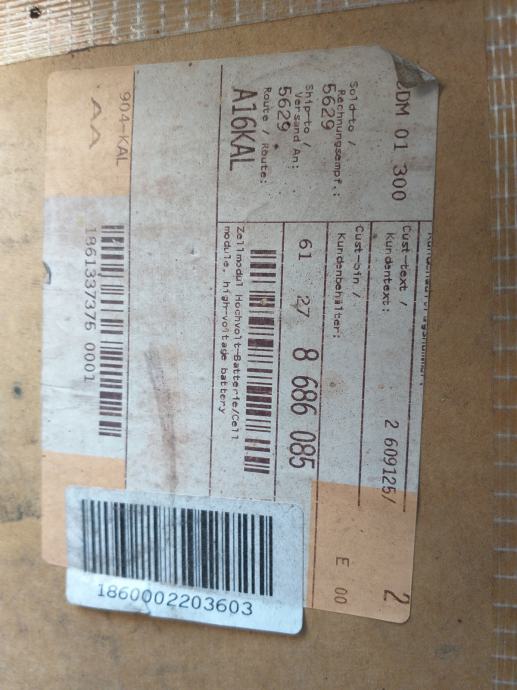 2DM 01 300
2
Cust-text /
Kundentext:
2 609125/
Sold-to /
Rechnungsempf.:
5629
Cust-bin /
Kundenbehälter:
E 00
Ship-to /
Versand An:
5629
61 27 8 686 085
Route / Route:
A16KAL
Zellmodul Hochvolt-Batterie/Cell
module, high-voltage battery
904-KAL
AA
1861337375 0001
1860002203603